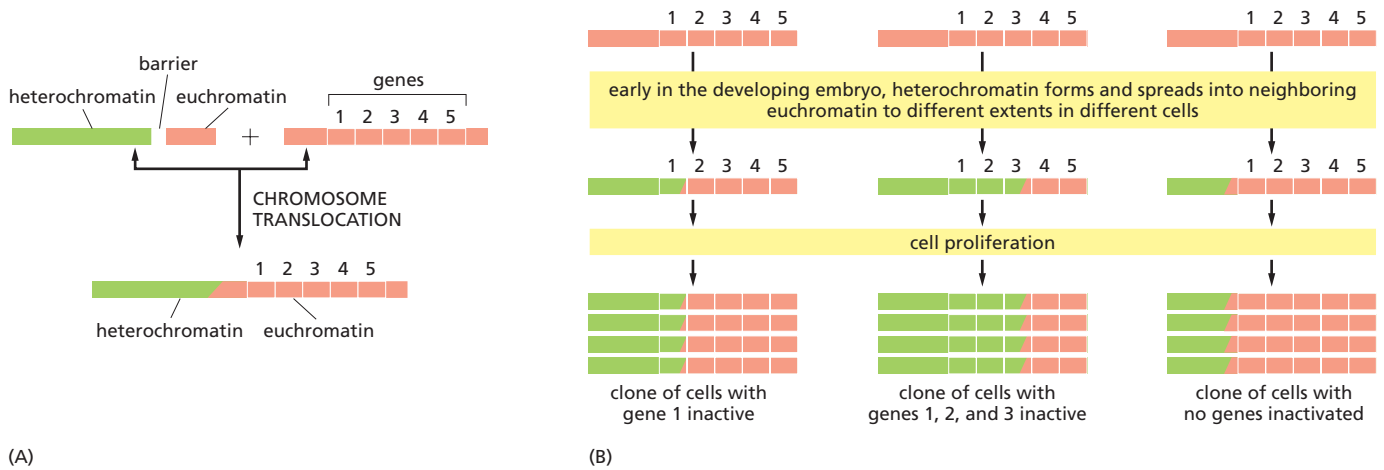 barrier
heterochromatin
euchromatin
genes
1 2 3 4 5
+
CHROMOSOME
TRANSLOCATION
1 2 3 4 5
heterochromatin
euchromatin
(A)
1 2 3 4 5
1 2 3 4 5
1 2 3 4 5
early in the developing embryo, heterochromatin forms and spreads into neighboring
euchromatin to different extents in different cells
1 2 3 4 5
1 2 3 4 5
1 2 3 4 5
cell proliferation
clone of cells with
gene 1 inactive
clone of cells with
genes 1, 2, and 3 inactive
clone of cells with
no genes inactivated
(B)